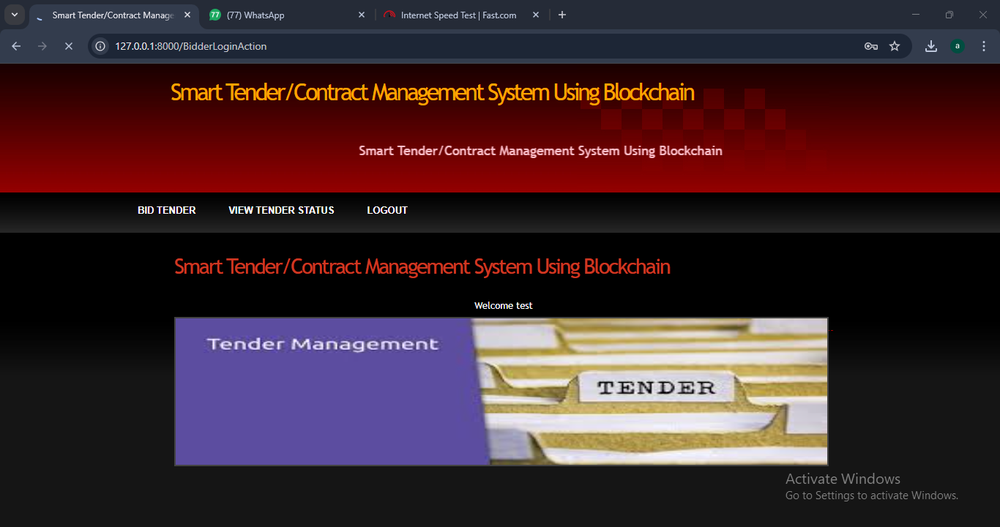 Smart Tender/Contract Manage
77
(77) WhatsApp
Internet Speed Test | Fast.com
127.0.0.1:8000/BidderLoginAction
a
Smart Tender/Contract Management System Using Blockchain
Smart Tender/Contract Management System Using Blockchain
BID TENDER
VIEW TENDER STATUS
LOGOUT
Smart Tender/Contract Management System Using Blockchain
Welcome test
Tender Management
TENDER
Activate Windows
Go to Settings to activate Windows.